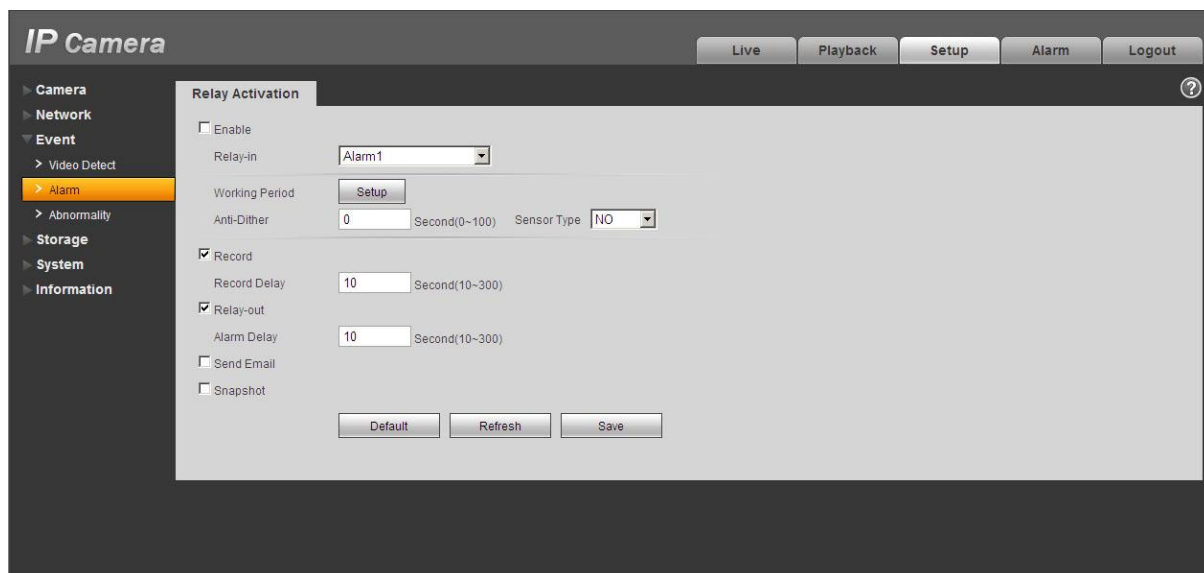 IP Camera
Live Playback Setup Alarm Logout
Camera
Network
Event
> Video Detect
> Alarm
> Abnormality
Storage
System
Information
Relay Activation
?
Enable
Relay-in Alarm1
Working Period Setup
Anti-Dither 0 Second(0~100) Sensor Type NO
Record
Record Delay 10 Second(10~300)
Relay-out
Alarm Delay 10 Second(10~300)
Send Email
Snapshot
Default Refresh Save